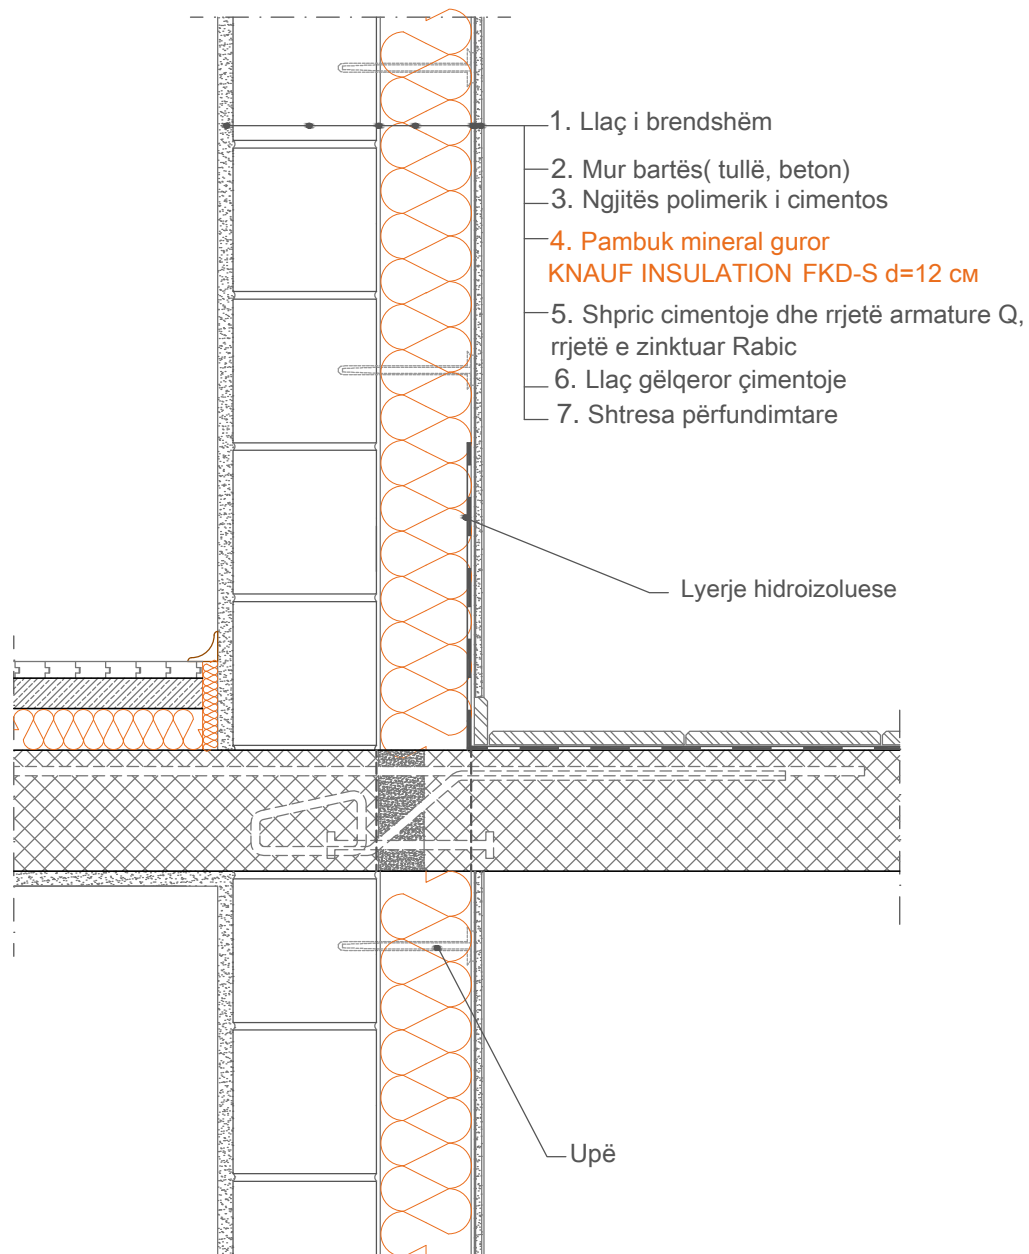 1. Llaç i brendshëm
2. Mur bartës( tullë, beton)
3. Ngjitës polimerik i cimentos
4. Pambuk mineral guror
KNAUF INSULATION FKD-S d=12 см
5. Shpric cimentoje dhe rrjetë armature Q,
rrjetë e zinktuar Rabic
6. Llaç gëlqeror çimentoje
7. Shtresa përfundimtare
Lyerje hidroizoluese
Upë